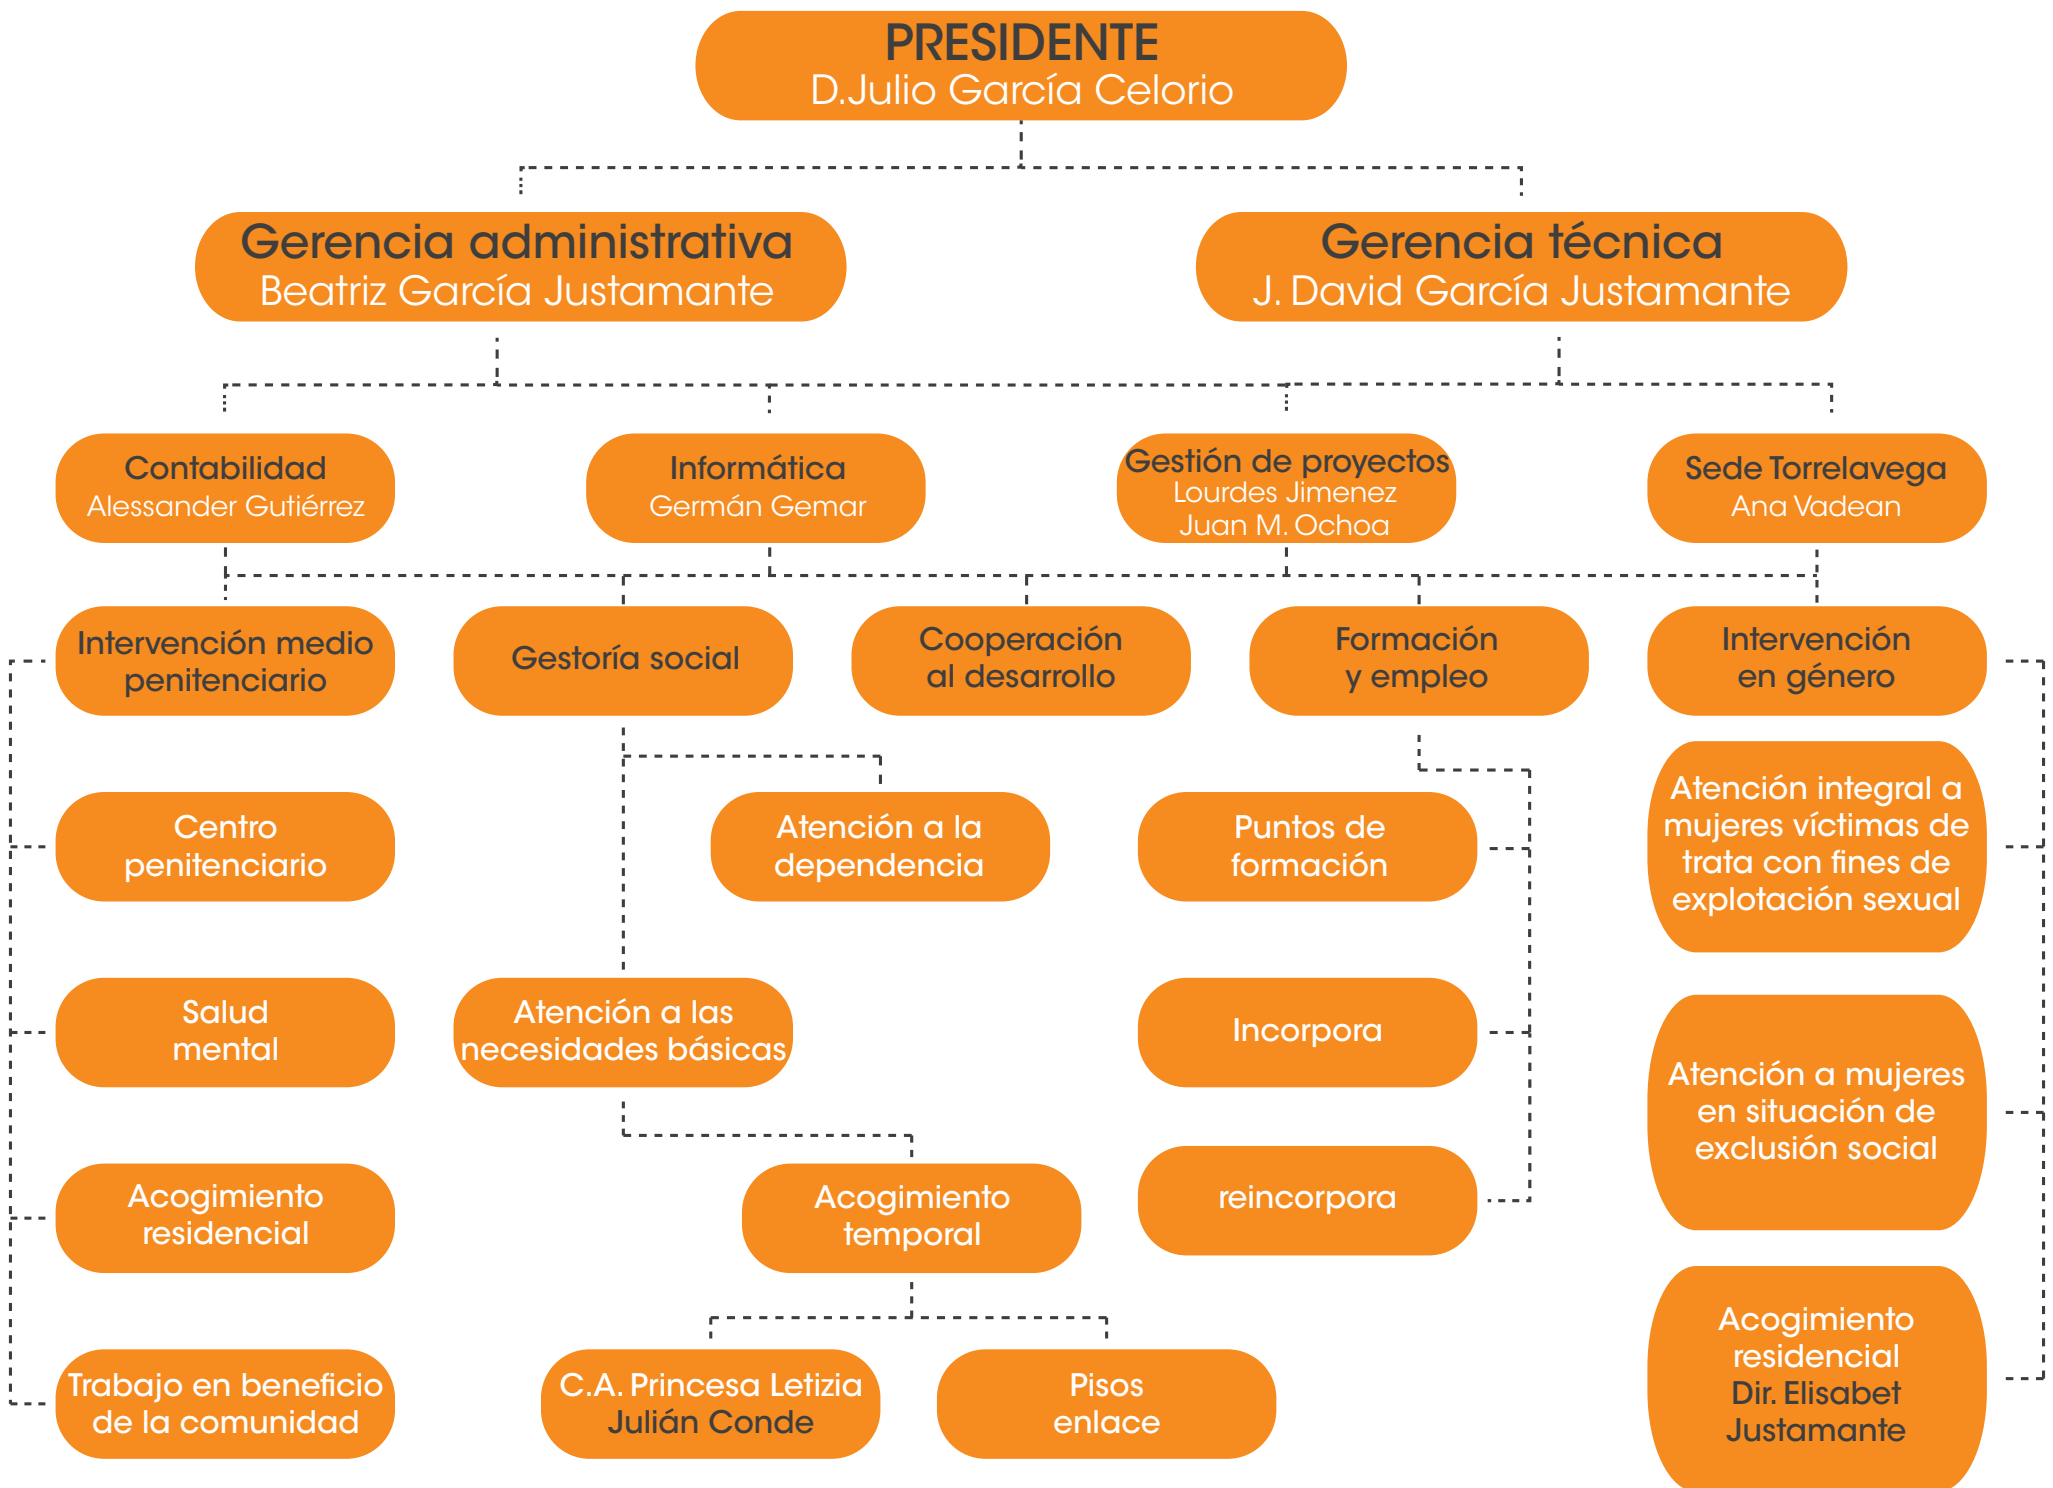 PRESIDENTE
D.Julio García Celorio
Gerencia administrativa
Beatriz García Justamante
Gerencia técnica
J. David García Justamante
Contabilidad
Alessander Gutiérrez
Informática
Germán Gemar
Gestión de proyectos
Lourdes Jimenez
Juan M. Ochoa
Sede Torrelavega
Ana Vadean
Intervención medio
penitenciario
Gestoría social
Cooperación
al desarrollo
Formación
y empleo
Intervención
en género
Centro
penitenciario
Atención a la
dependencia
Puntos de
formación
Atención integral a
mujeres víctimas de
trata con fines de
explotación sexual
Salud
mental
Atención a las
necesidades básicas
Incorpora
Atención a mujeres
en situación de
exclusión social
Acogimiento
residencial
Acogimiento
temporal
reincorpora
Trabajo en beneficio
de la comunidad
C.A. Princesa Letizia
Julián Conde
Pisos
enlace
Acogimiento
residencial
Dir. Elisabet
Justamante